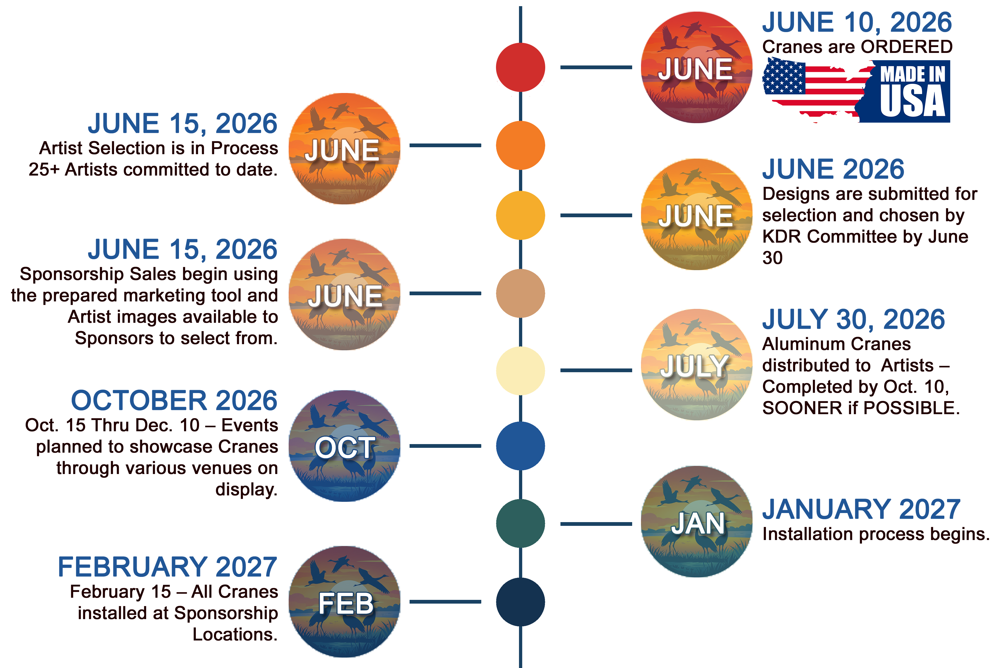 JUNE
JUNE 10, 2026
Cranes are ORDERED
MADE IN
USA
JUNE 15, 2026
Artist Selection is in Process
25+ Artists committed to date.
JUNE
JUNE
JUNE 2026
Designs are submitted for
selection and chosen by
KDR Committee by June
30
JUNE 15, 2026
Sponsorship Sales begin using
the prepared marketing tool and
Artist images available to
Sponsors to select from.
JUNE
JULY
JULY 30, 2026
Aluminum Cranes
distributed to  Artists –
Completed by Oct. 10,
SOONER if POSSIBLE.
OCTOBER 2026
Oct. 15 Thru Dec. 10 – Events
planned to showcase Cranes
through various venues on
display.
OCT
JAN
JANUARY 2027
Installation process begins.
FEBRUARY 2027
February 15 – All Cranes
installed at Sponsorship
Locations.
FEB